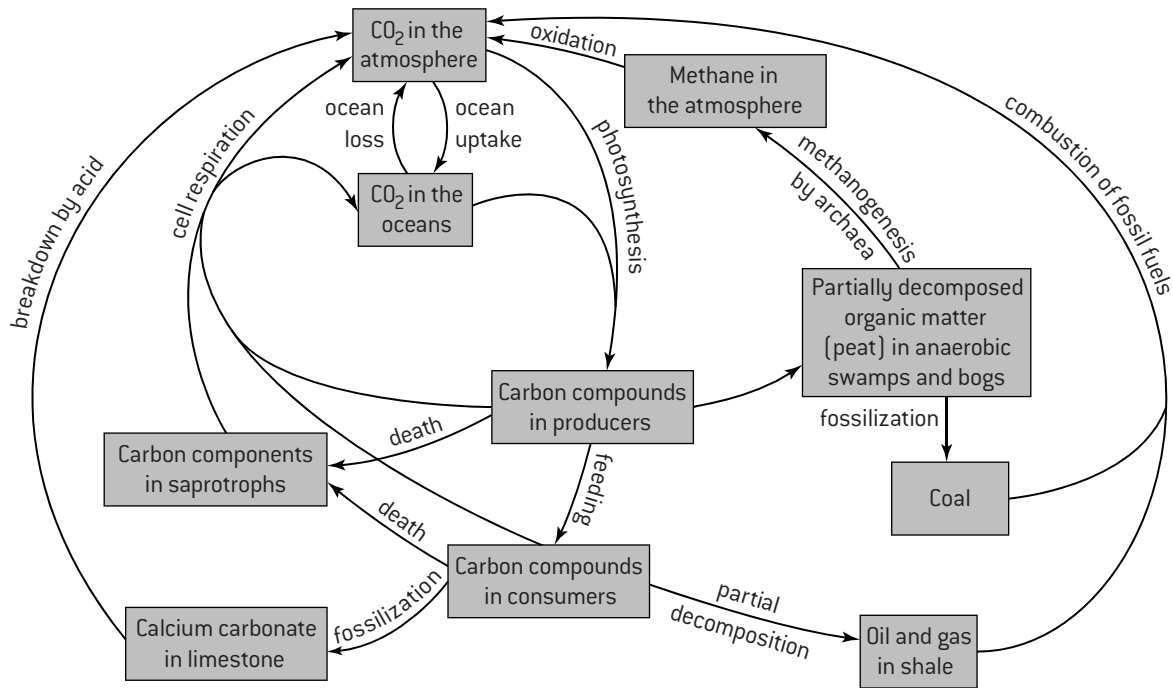 CO₂ in the
atmosphere
oxidation
Methane in
the atmosphere
combustion of fossil fuels
ocean
loss
ocean
uptake
photosynthesis
methanogenesis
by archaea
breakdown by acid
cell respiration
CO₂ in the
oceans
Partially decomposed
organic matter
(peat) in anaerobic
swamps and bogs
Carbon compounds
in producers
fossilization
death
Carbon components
in saprotrophs
feeding
Coal
death
Carbon compounds
in consumers
partial
decomposition
fossilization
Calcium carbonate
in limestone
Oil and gas
in shale